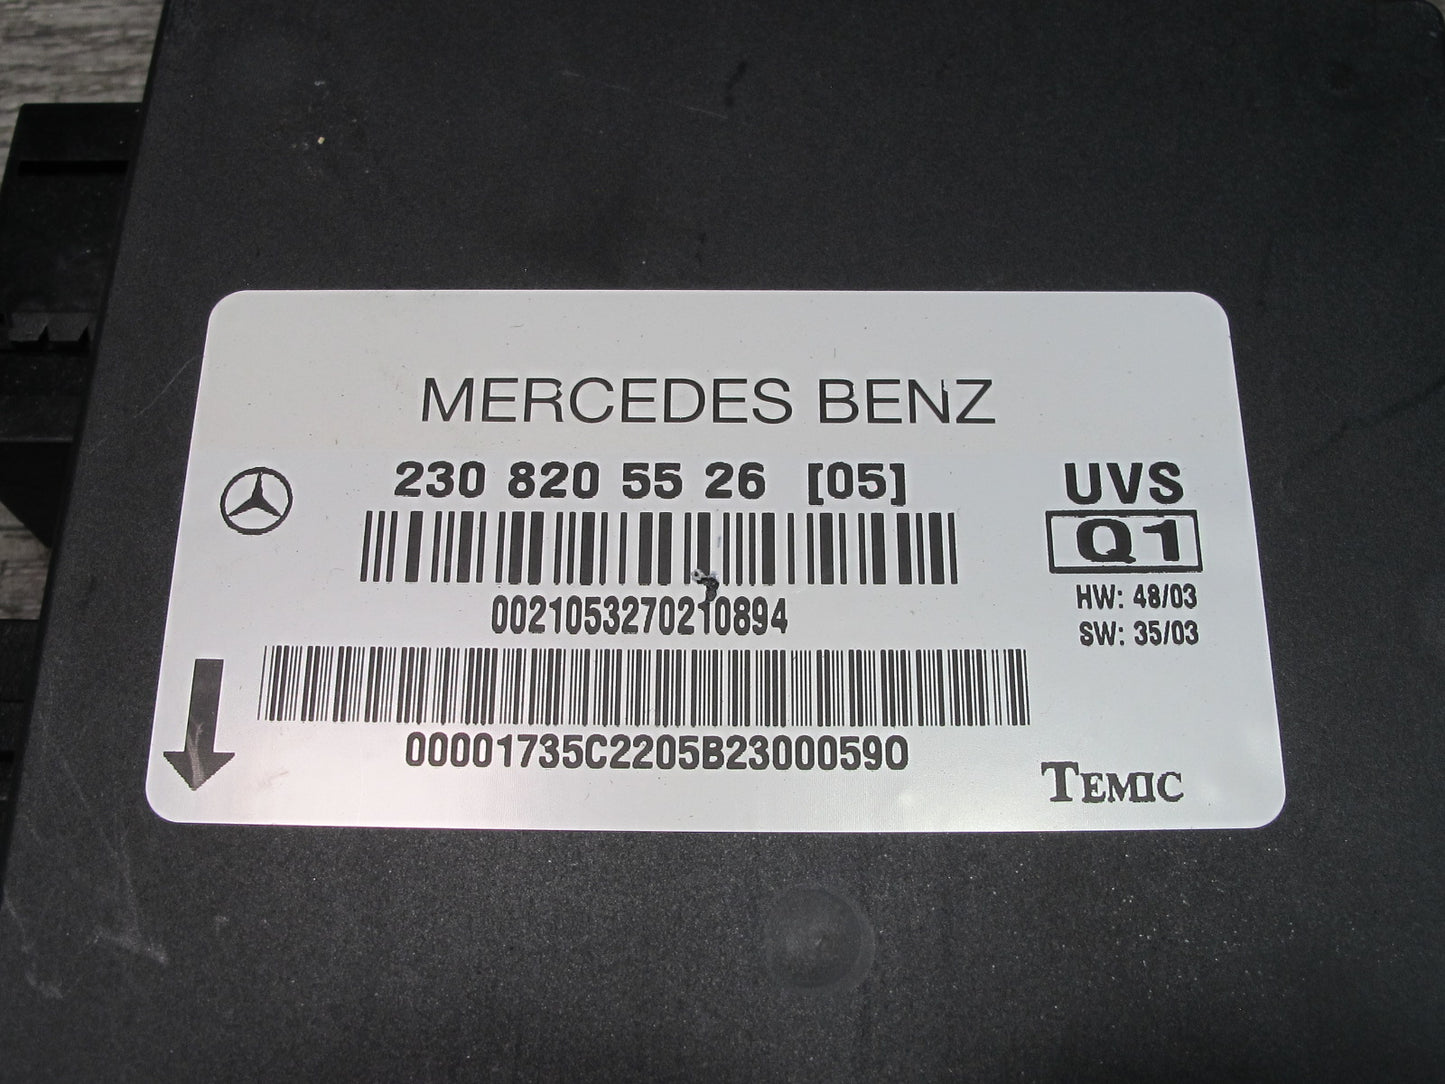 MERCEDES BENZ
230 820 55 26 [05]
UVS
Q1
0021053270210894
HW: 48/03
SW: 35/03
00001735C2205B23000590
TEMIC